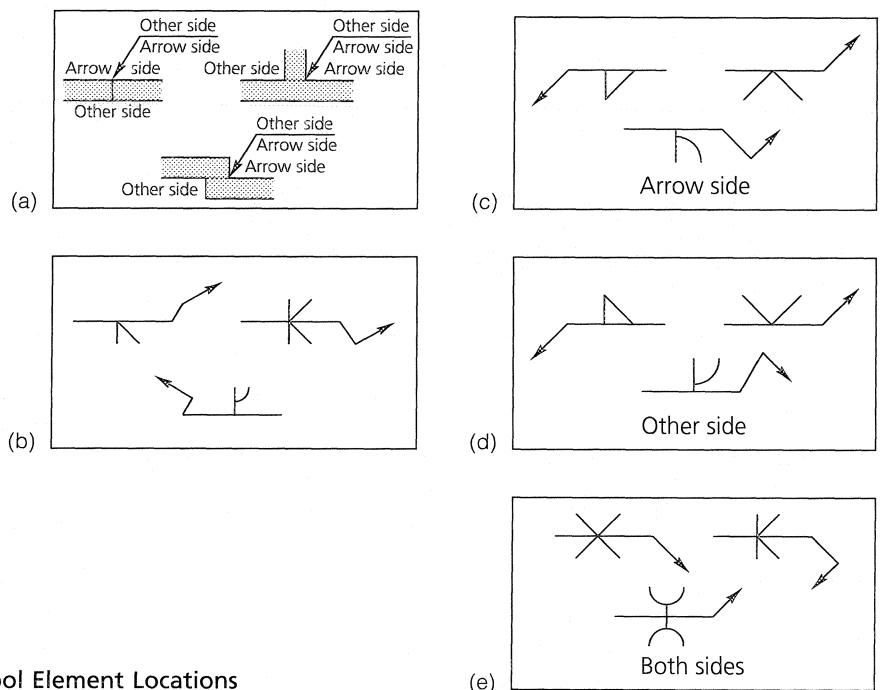 Other side
Arrow side
Arrow side
Other side
Other side
Arrow side
Other side
Arrow side
Other side
Arrow side
Arrow side
Other side
(a)
(b)
Arrow side
(c)
Other side
(d)
Both sides
(e)
Element Locations